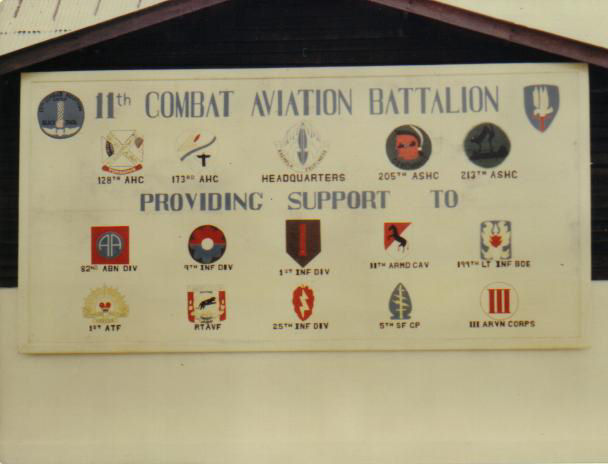 11th COMBAT AVIATION BATTALION
128TH AHC 173RD AHC HEADQUARTERS 205TH ASHC 213TH ASHC
PROVIDING SUPPORT TO
AA
82ND ABN DIV 9TH INF DIV 1ST INF DIV 11TH ARMD CAV 199TH LT INF BDE
1ST ATF RTAVF 25TH INF DIV 5TH SF GP III ARVN CORPS